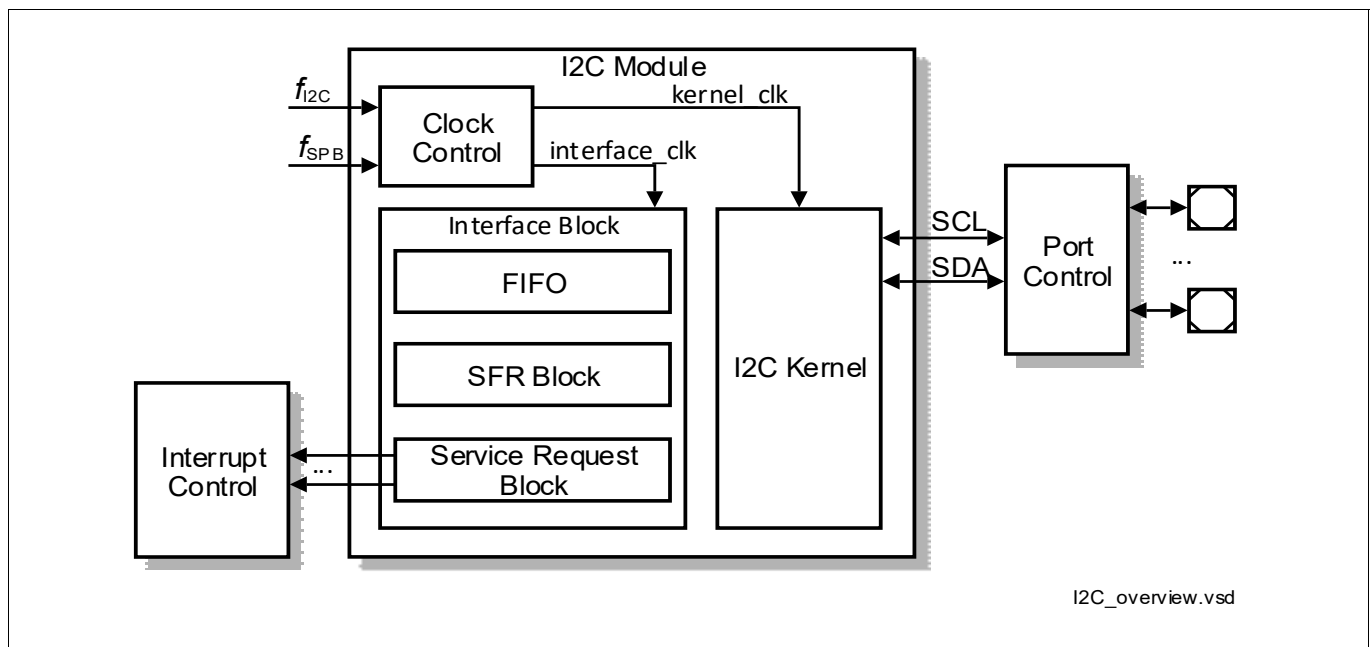 I2C Module
fI2C
kernel_clk
Clock
Control
fSPB
interface_clk
Interface Block
SCL
Port
Control
...
FIFO
SDA
SFR Block
I2C Kernel
Interrupt
Control
...
Service Request
Block
I2C_overview.vsd